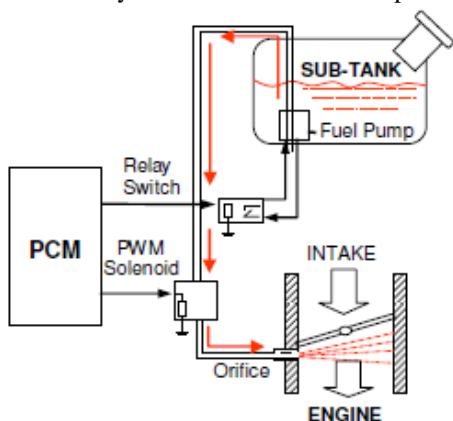 SUB-TANK
Fuel Pump
Relay
Switch
PCM
PWM
Solenoid
INTAKE
Orifice
ENGINE